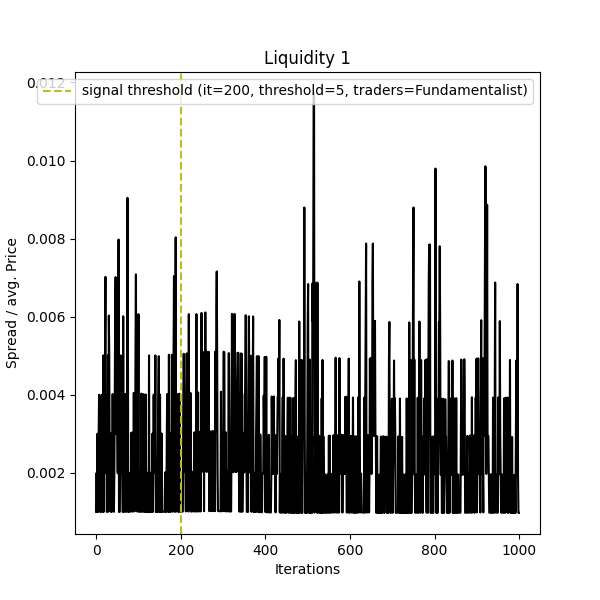 Liquidity 1
0.012
signal threshold (it=200, threshold=5, traders=Fundamentalist)
0.010
0.008
0.006
0.004
0.002
Spread / avg. Price
0 200 400 600 800 1000
Iterations